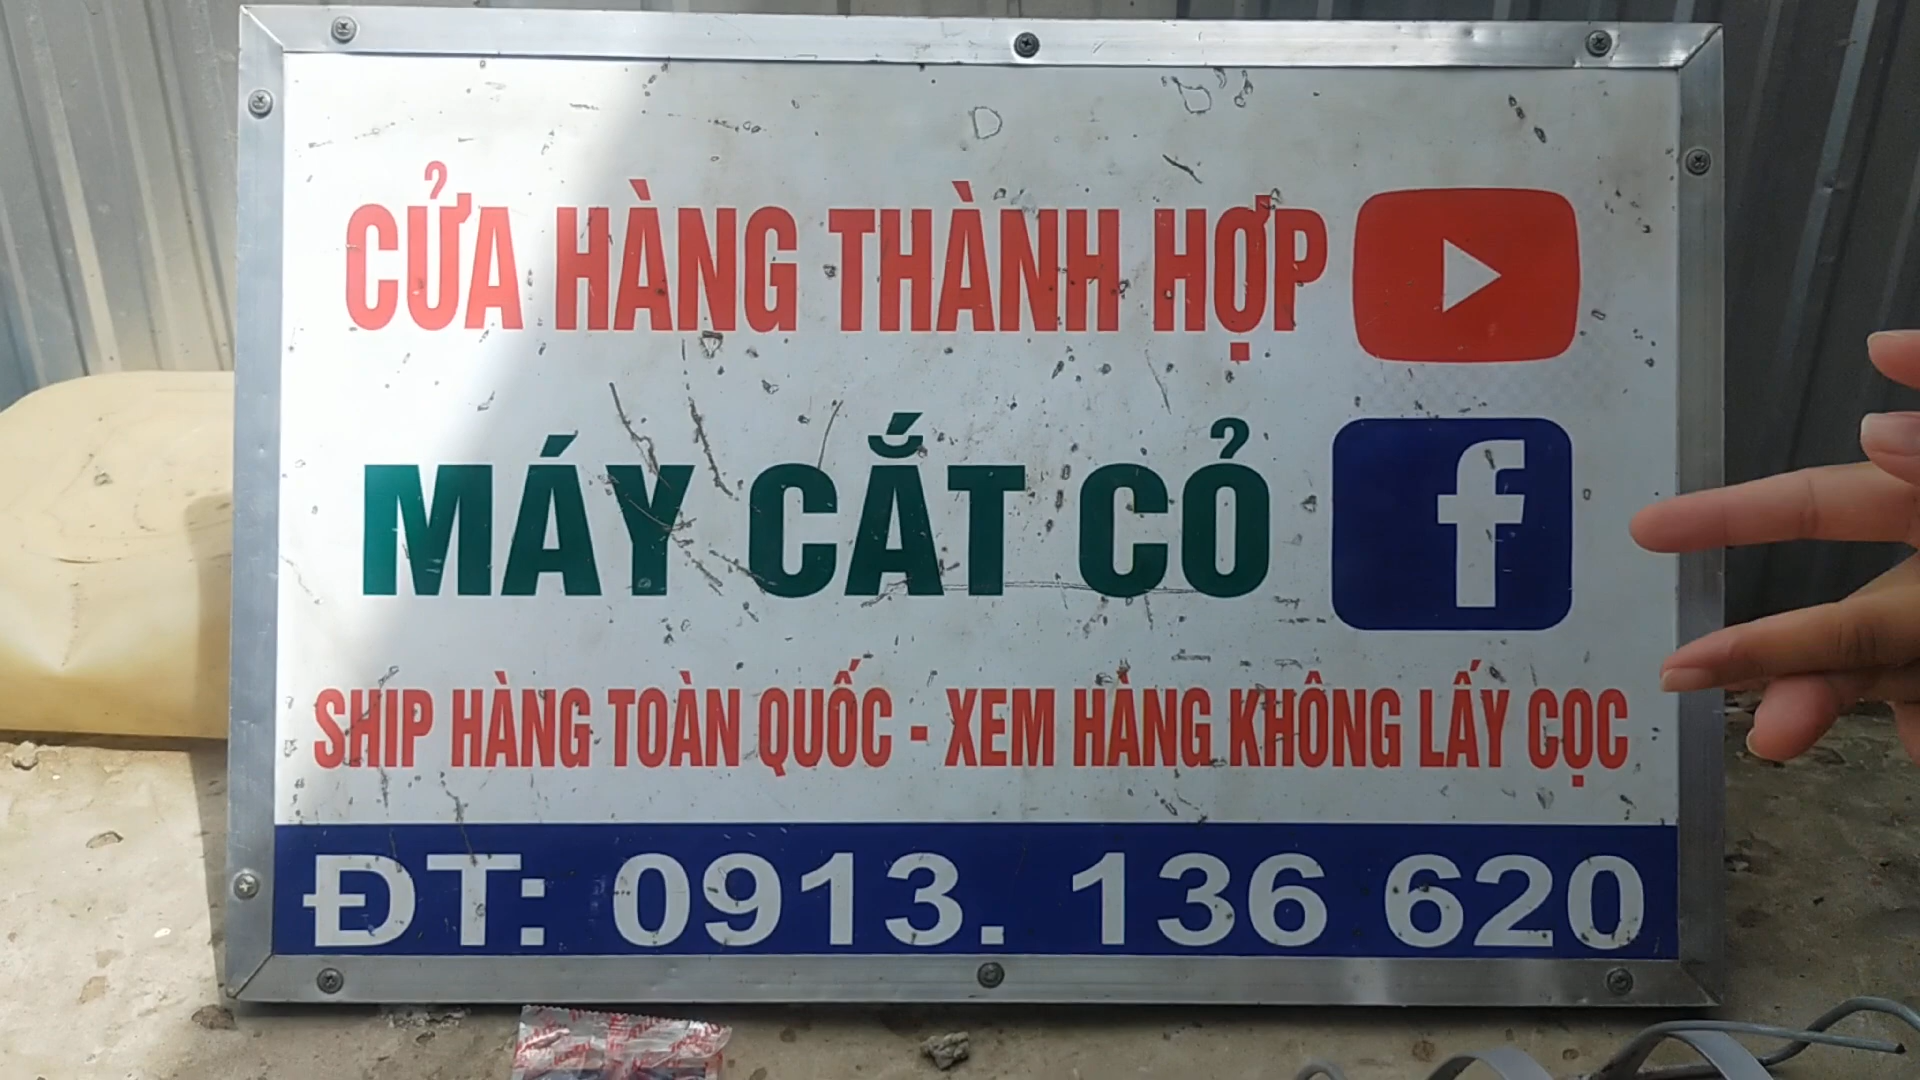 CỬA HÀNG THÀNH HỢP
MÁY CẮT CỎ
f
SHIP HÀNG TOÀN QUỐC - XEM HÀNG KHÔNG LẤY CỌC
ĐT: 0913. 136 620